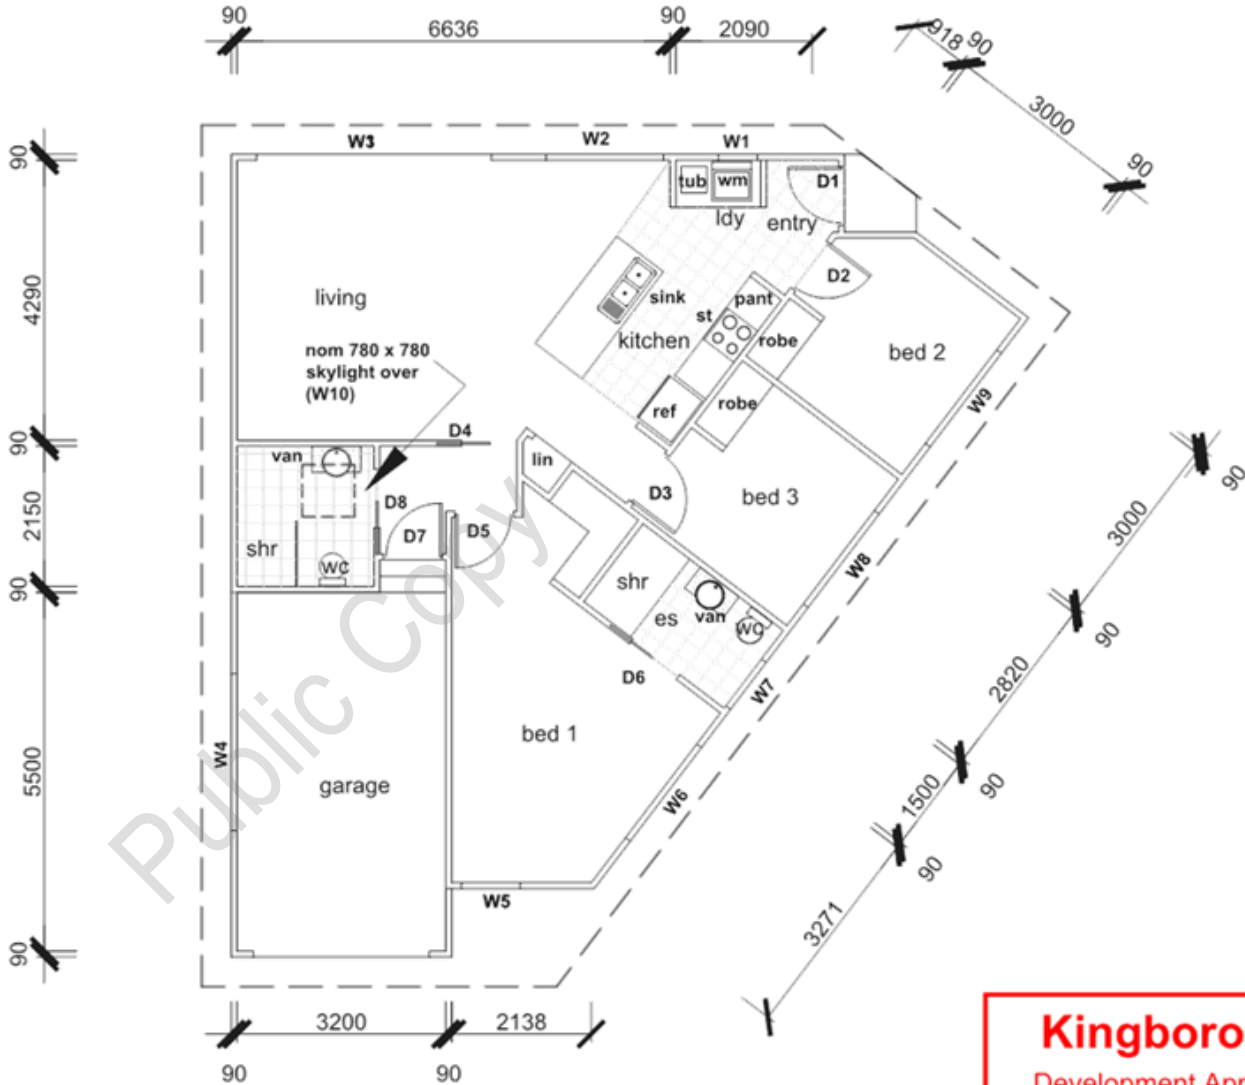 90 6636 90 2090
918 90
3000
90
90
4290
90
2150
90
5500
90
W3 W2 W1
tub wm D1
ldy entry
D2
living
sink pant
st
kitchen robe
bed 2
nom 780 x 780
skylight over
(W10)
ref robe
W9
D4
van lin
D3 bed 3
D8
D7 D5
shr
wc
shr
W8
es van wc
D6
W7
bed 1
W4
garage
W6
W5
3000
90
2820
90
1500
90
3271
90
3200 2138
90 90
Public Copy
Kingboro
Development App